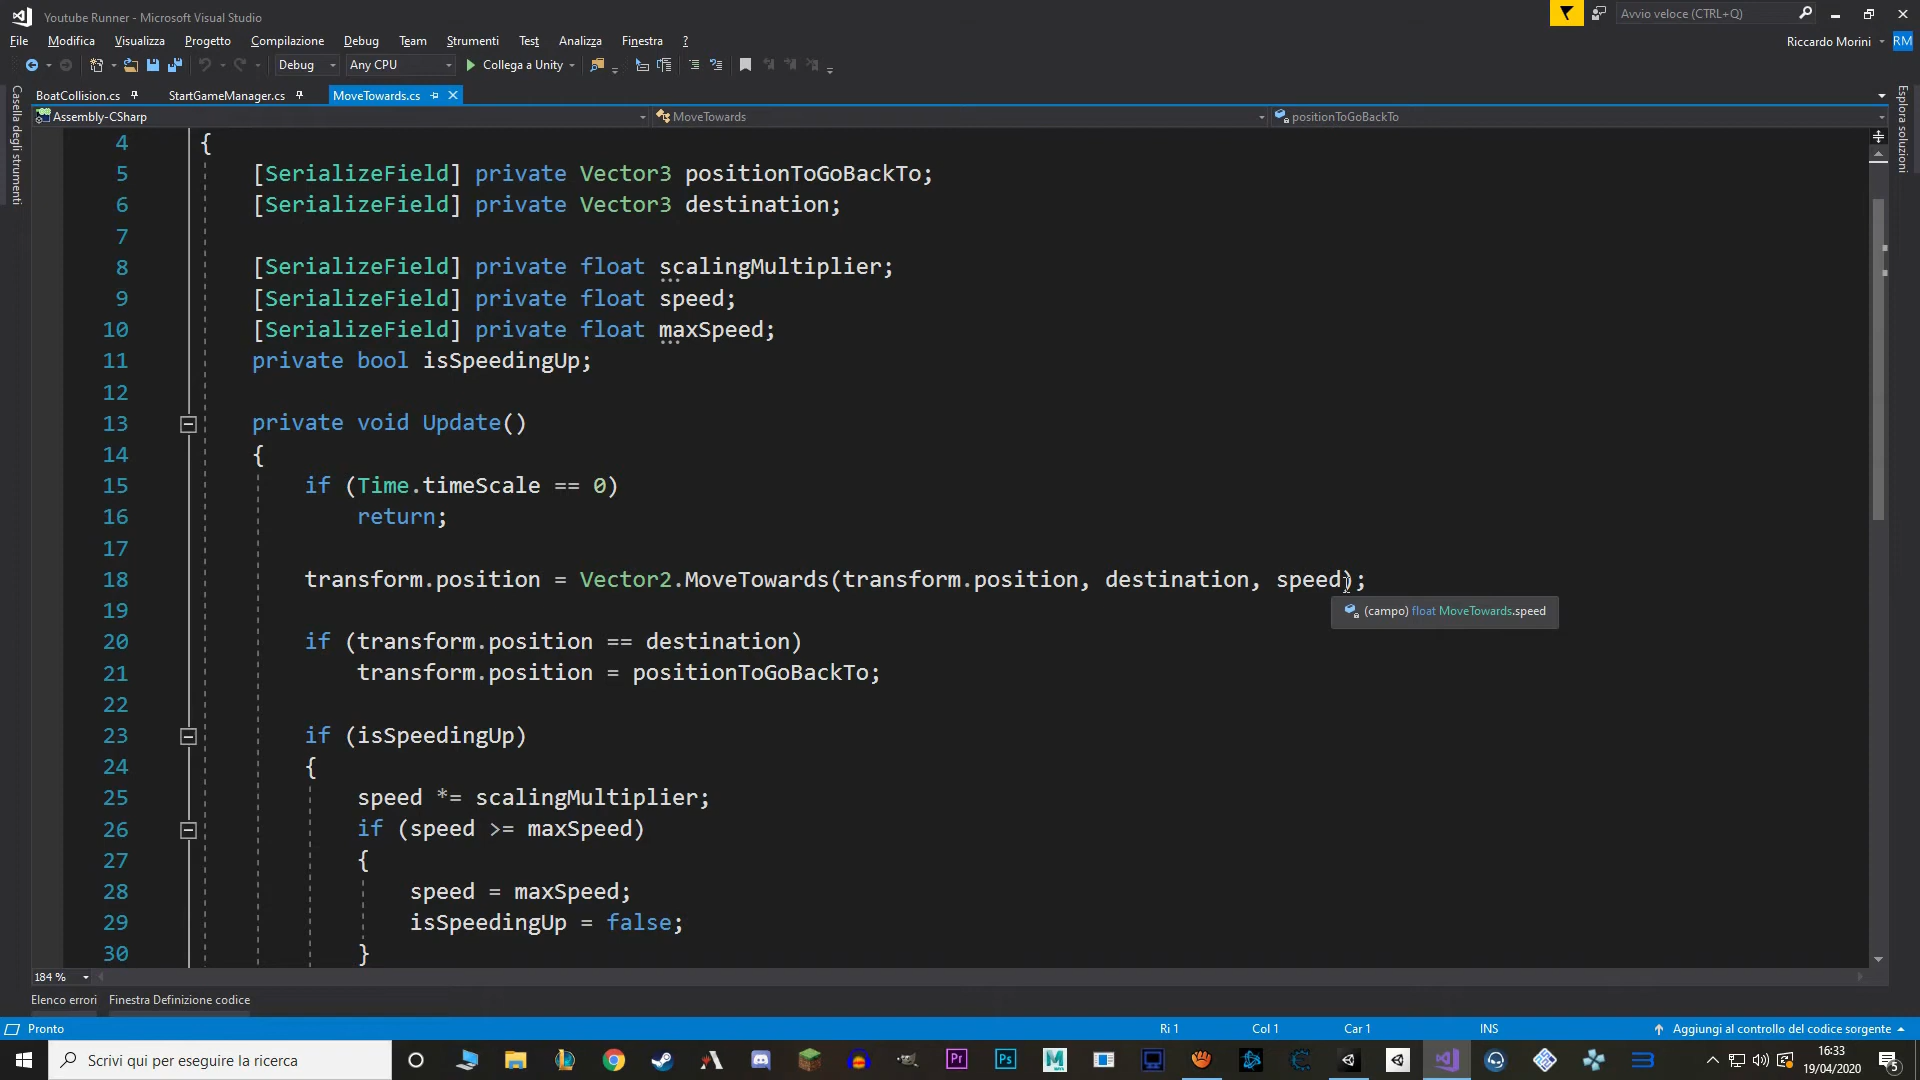 Youtube Runner - Microsoft Visual Studio
Avvio veloce (CTRL+Q)
File Modifica Visualizza Progetto Compilazione Debug Team Strumenti Test Analizza Finestra ?
Riccardo Morini RM
Debug Any CPU Collega a Unity
BoatCollision.cs StartGameManager.cs MoveTowards.cs
Assembly-CSharp MoveTowards positionToGoBackTo
Casella degli strumenti
Esplora soluzioni
4 {
5 [SerializeField] private Vector3 positionToGoBackTo;
6 [SerializeField] private Vector3 destination;
7
8 [SerializeField] private float scalingMultiplier;
9 [SerializeField] private float speed;
10 [SerializeField] private float maxSpeed;
11 private bool isSpeedingUp;
12
13 private void Update()
14 {
15 if (Time.timeScale == 0)
16 return;
17
18 transform.position = Vector2.MoveTowards(transform.position, destination, speed);
(campo) float MoveTowards.speed
19
20 if (transform.position == destination)
21 transform.position = positionToGoBackTo;
22
23 if (isSpeedingUp)
24 {
25 speed *= scalingMultiplier;
26 if (speed >= maxSpeed)
27 {
28 speed = maxSpeed;
29 isSpeedingUp = false;
30 }
184 %
Elenco errori Finestra Definizione codice
Pronto Ri 1 Col 1 Car 1 INS Aggiungi al controllo del codice sorgente
Scrivi qui per eseguire la ricerca
Pr Ps M
16:33
19/04/2020
5